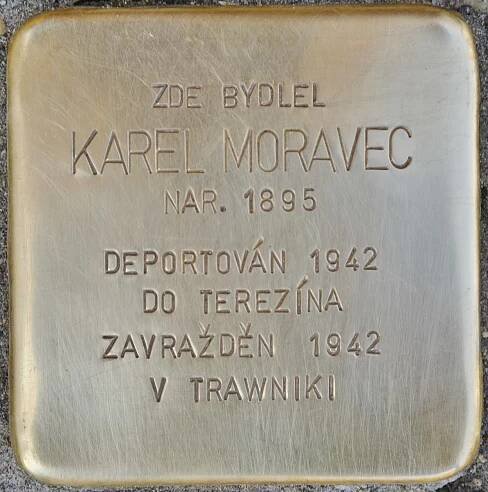 ZDE BYDLEL
KAREL MORAVEC
NAR. 1895
DEPORTOVÁN 1942
DO TEREZÍNA
ZAVRAŽDĚN 1942
V TRAWNIKI